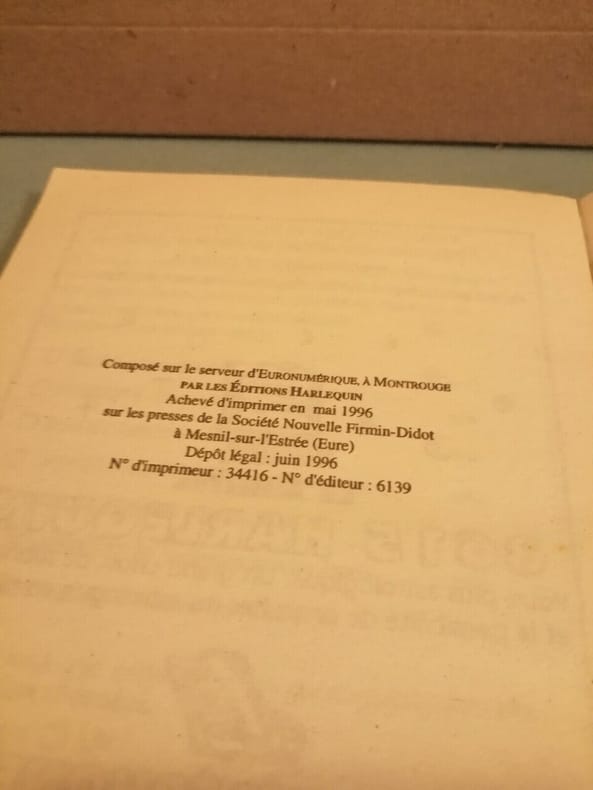 Composé sur le serveur d'EURONUMÉRIQUE, À MONTROUGE
PAR LES ÉDITIONS HARLEQUIN
Achevé d'imprimer en mai 1996
sur les presses de la Société Nouvelle Firmin-Didot
à Mesnil-sur-l'Estrée (Eure)
Dépôt légal : juin 1996
N° d'imprimeur : 34416 - N° d'éditeur : 6139